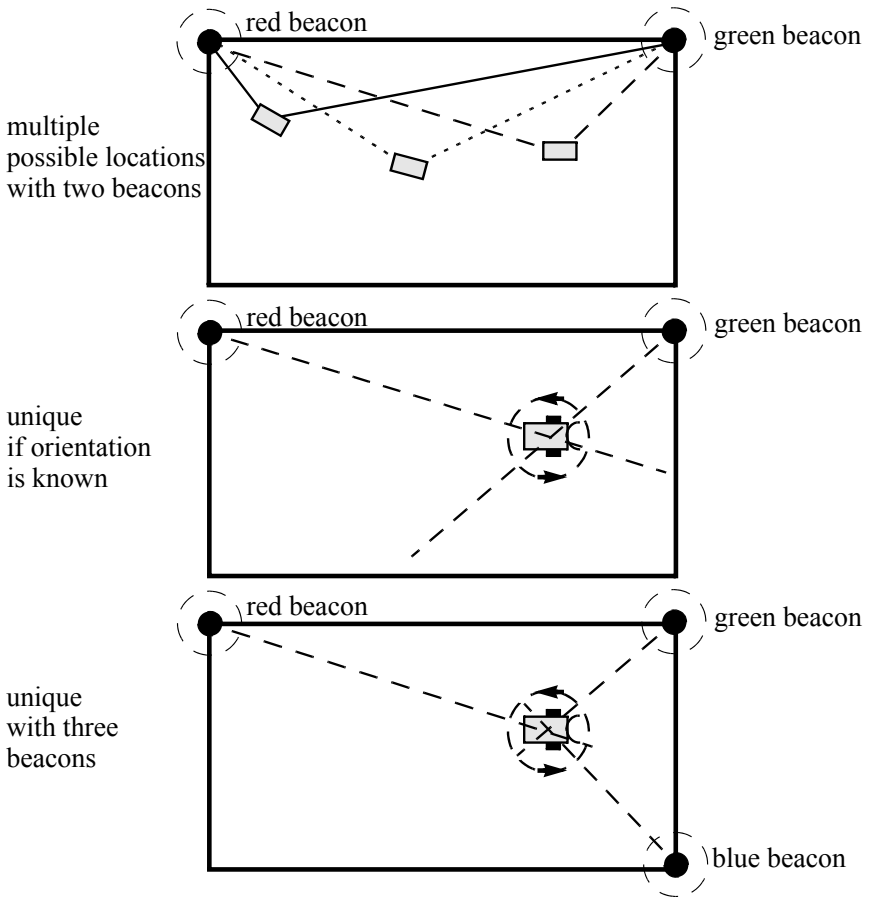 red beacon
green beacon
multiple
possible locations
with two beacons
red beacon
green beacon
unique
if orientation
is known
red beacon
green beacon
unique
with three
beacons
blue beacon